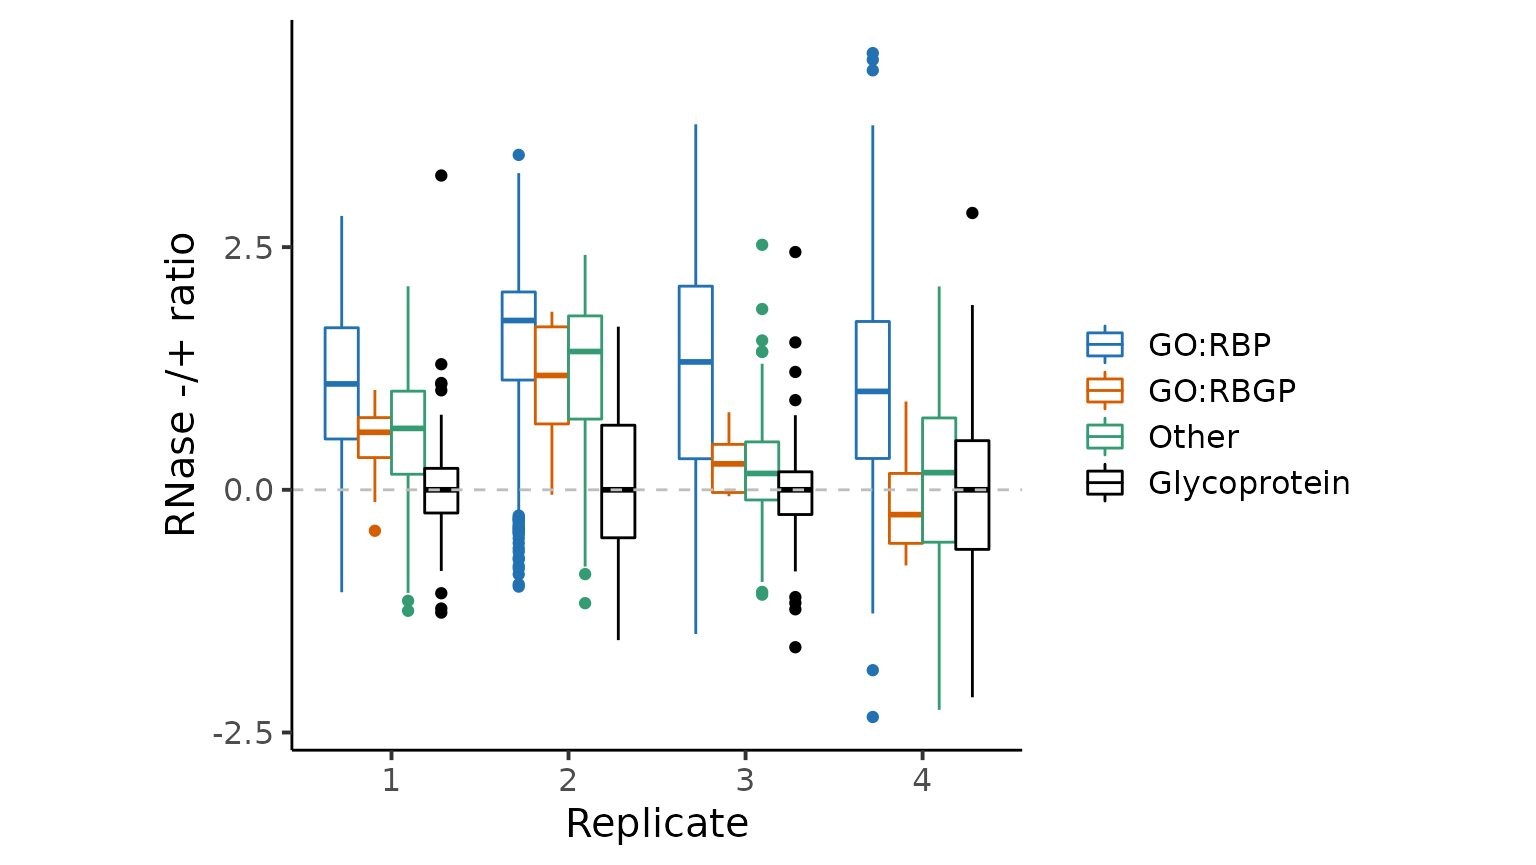 RNase -/+ ratio
2.5
0.0
-2.5
1 2 3 4
Replicate
GO:RBP
GO:RBGP
Other
Glycoprotein